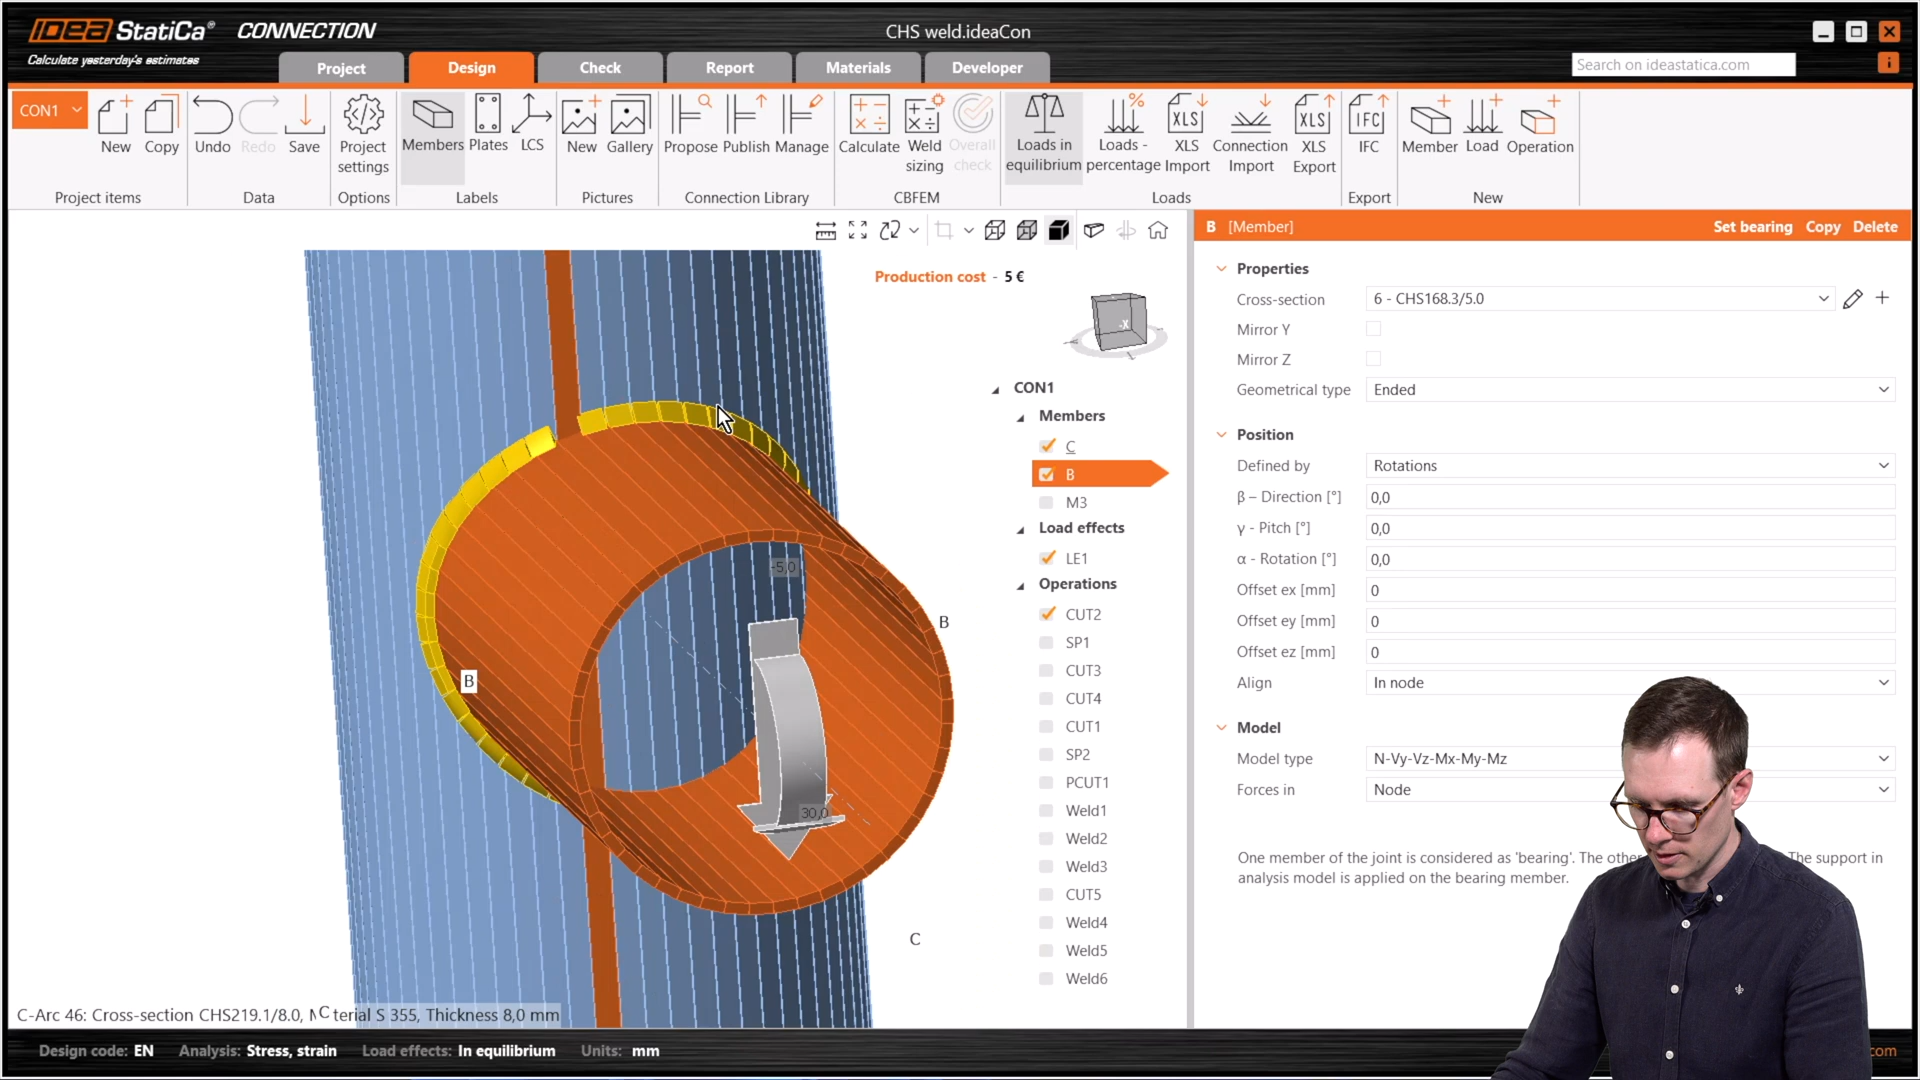 IDEA StatiCa® CONNECTION
Calculate yesterday's estimates
CHS weld.ideaCon
Project Design Check Report Materials Developer
Search on ideastatica.com
i
CON1
New Copy Undo Redo Save Project settings Members Plates LCS New Gallery Propose Publish Manage Calculate Weld sizing Overall check Loads in equilibrium Loads - percentage XLS Import Connection Import XLS Export IFC Member Load Operation
Project items Data Options Labels Pictures Connection Library CBFEM Loads Export New
B [Member] Set bearing Copy Delete
Production cost - 5 €
-X
CON1
Members
C
B
M3
Load effects
LE1
Operations
CUT2
SP1
CUT3
CUT4
CUT1
SP2
PCUT1
Weld1
Weld2
Weld3
CUT5
Weld4
Weld5
Weld6
-5,0
30,0
B
B
C
C
Properties
Cross-section 6 - CHS168.3/5.0
Mirror Y
Mirror Z
Geometrical type Ended
Position
Defined by Rotations
β – Direction [°] 0,0
γ - Pitch [°] 0,0
α - Rotation [°] 0,0
Offset ex [mm] 0
Offset ey [mm] 0
Offset ez [mm] 0
Align In node
Model
Model type N-Vy-Vz-Mx-My-Mz
Forces in Node
One member of the joint is considered as 'bearing'. The other The support in
analysis model is applied on the bearing member.
C-Arc 46: Cross-section CHS219.1/8.0, M terial S 355, Thickness 8,0 mm
Design code: EN Analysis: Stress, strain Load effects: In equilibrium Units: mm
com